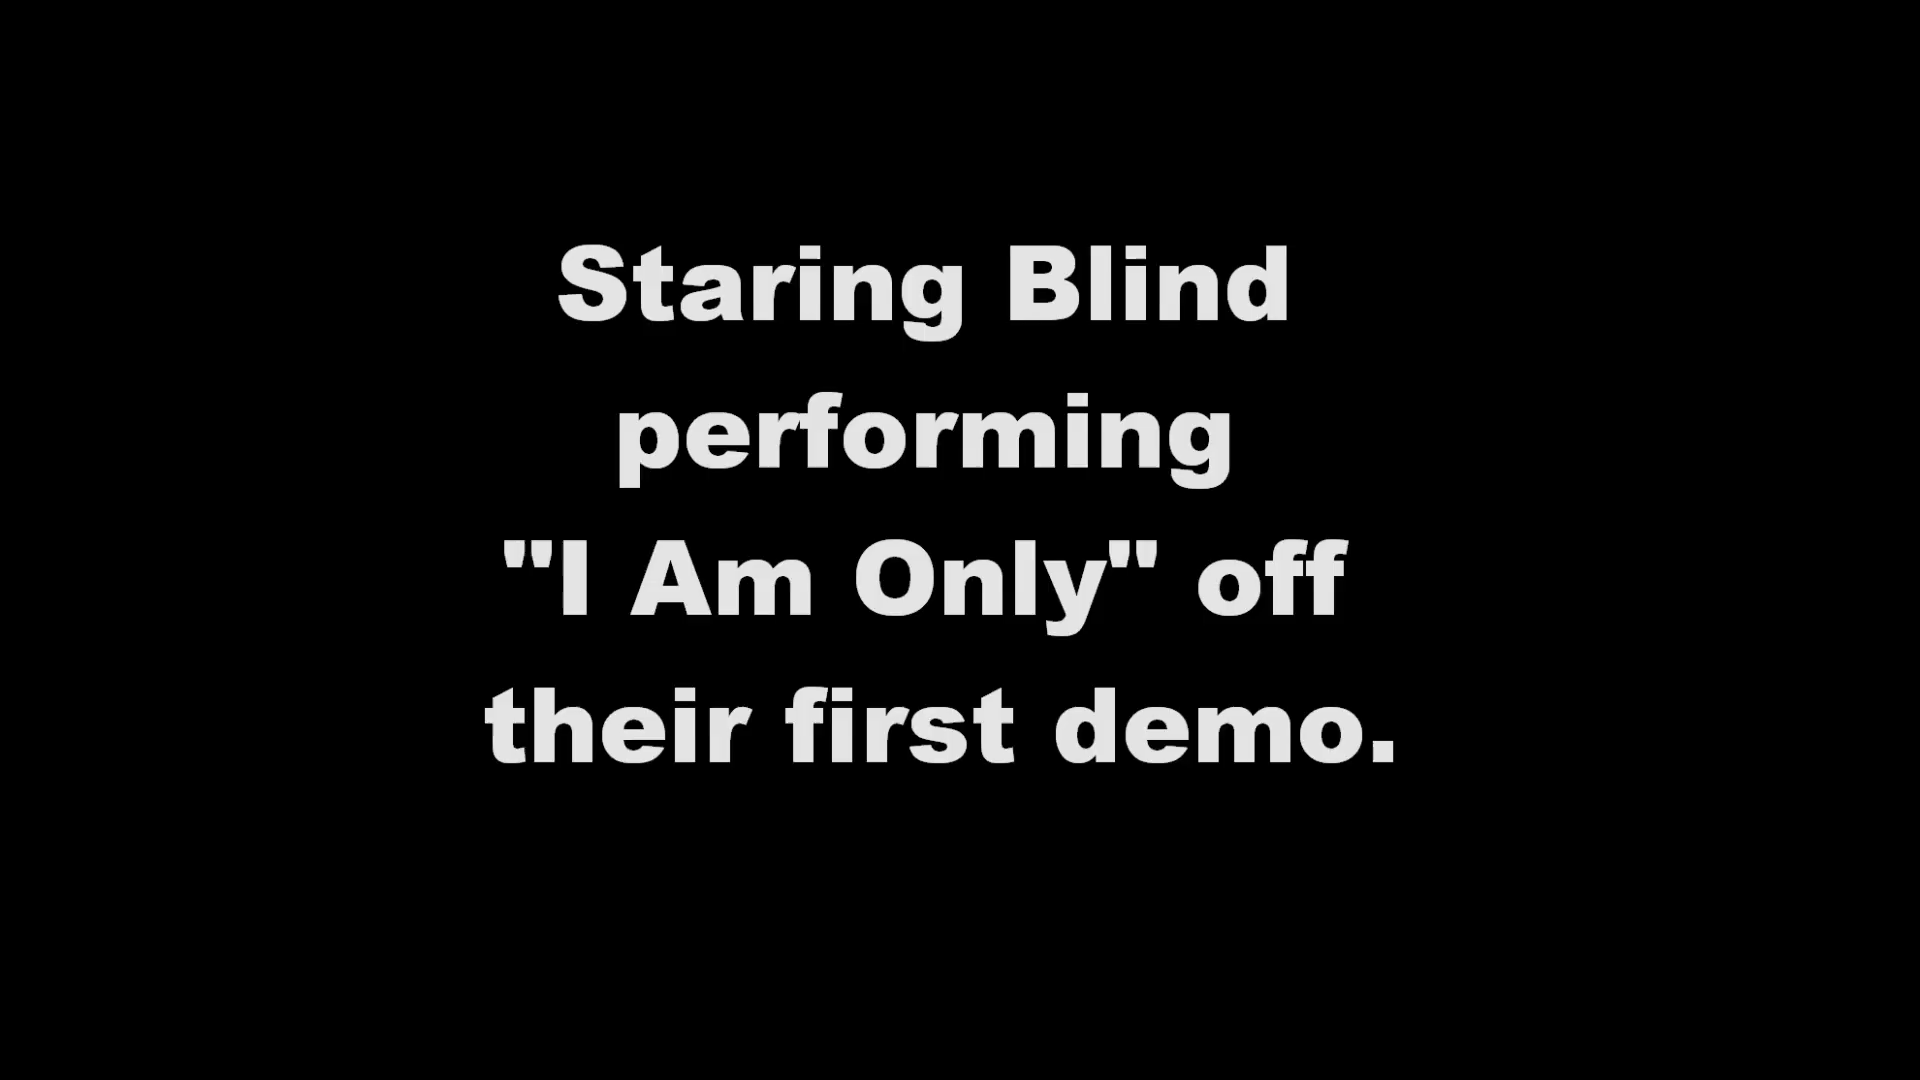 Staring Blind
performing
"I Am Only" off
their first demo.